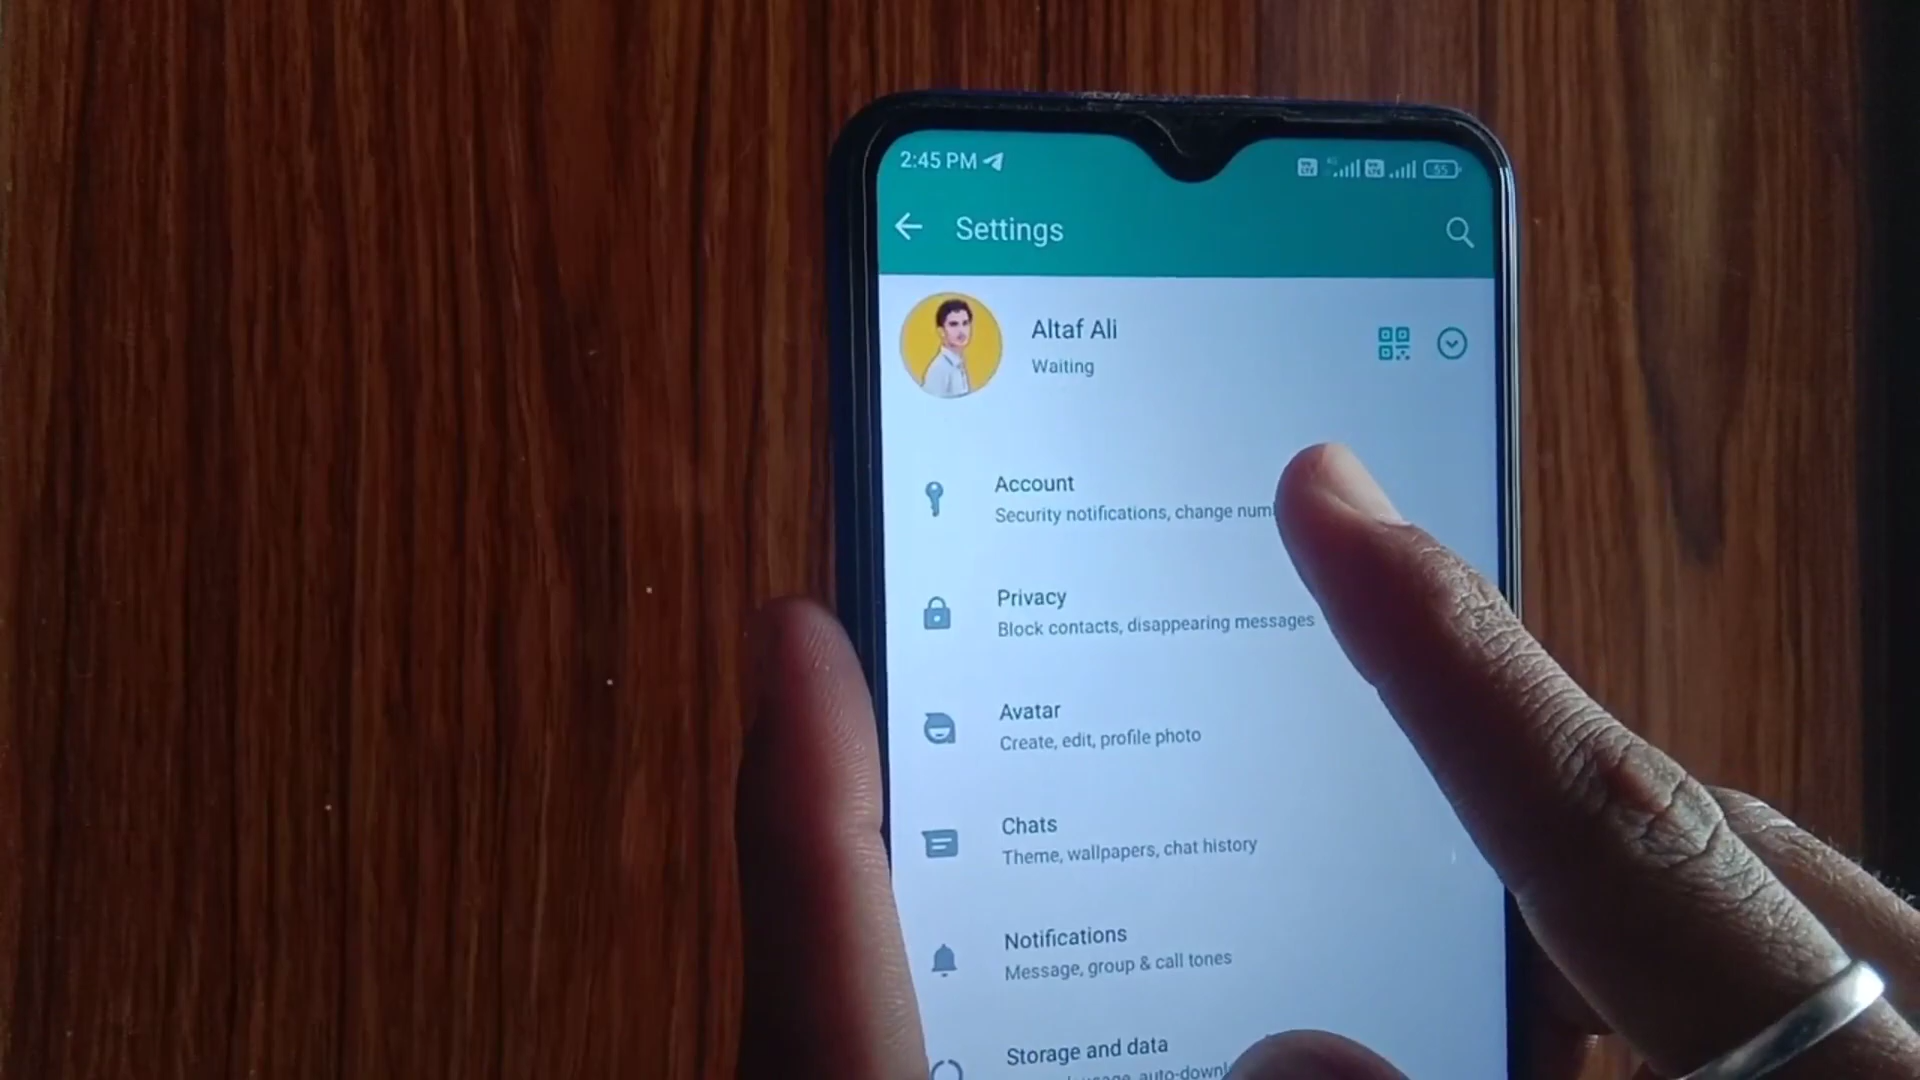 2:45 PM
55
Settings
Altaf Ali
Waiting
Account
Security notifications, change
Privacy
Block contacts, disappearing messages
Avatar
Create, edit, profile photo
Chats
Theme, wallpapers, chat history
Notifications
Message, group & call tones
Storage and data